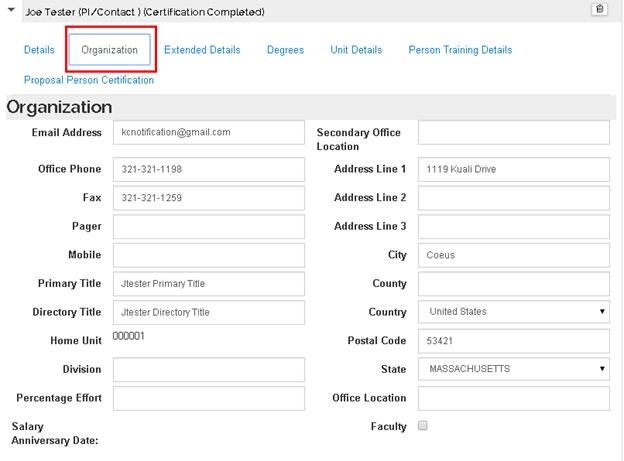 Joe Tester (PI/Contact ) (Certification Completed)
Details Organization Extended Details Degrees Unit Details Person Training Details
Proposal Person Certification
Organization
Email Address kcnotification@gmail.com Secondary Office Location
Office Phone 321-321-1198 Address Line 1 1119 Kuali Drive
Fax 321-321-1259 Address Line 2
Pager Address Line 3
Mobile City Coeus
Primary Title Jtester Primary Title County
Directory Title Jtester Directory Title Country United States
Home Unit 000001 Postal Code 53421
Division State MASSACHUSETTS
Percentage Effort Office Location
Salary Anniversary Date: Faculty